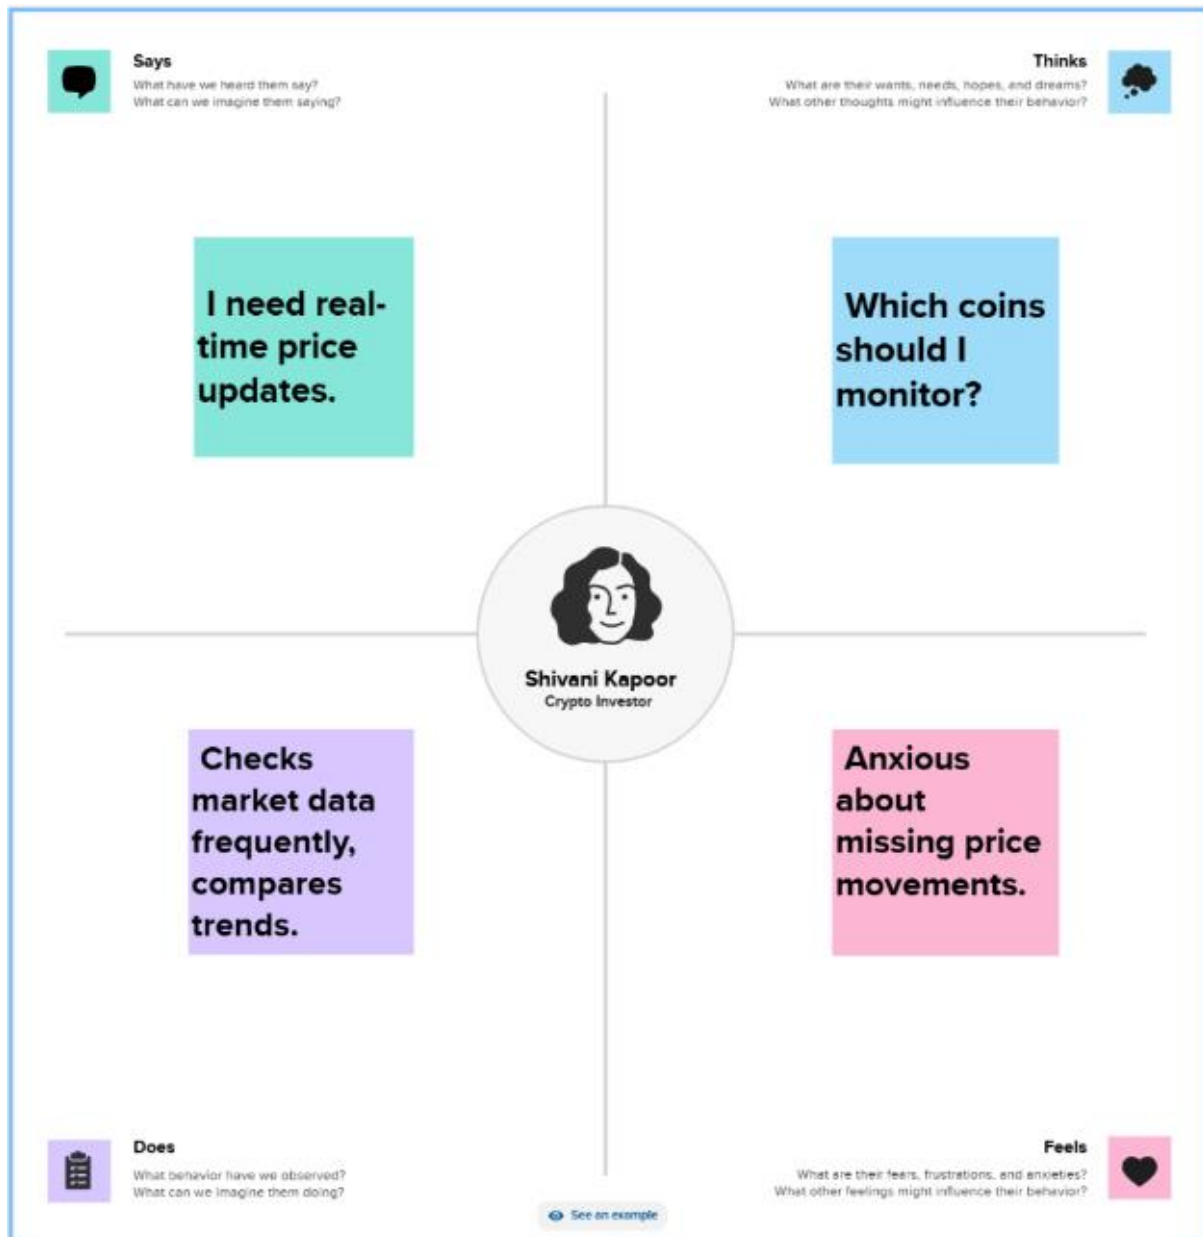 Says
What have we heard them say?
What can we imagine them saying?
Thinks
What are their wants, needs, hopes, and dreams?
What other thoughts might influence their behavior?
I need real-
time price
updates.
Which coins
should I
monitor?
Shivani Kapoor
Crypto Investor
Checks
market data
frequently,
compares
trends.
Anxious
about
missing price
movements.
Does
What behavior have we observed?
What can we imagine them doing?
Feels
What are their fears, frustrations, and anxieties?
What other feelings might influence their behavior?
See an example